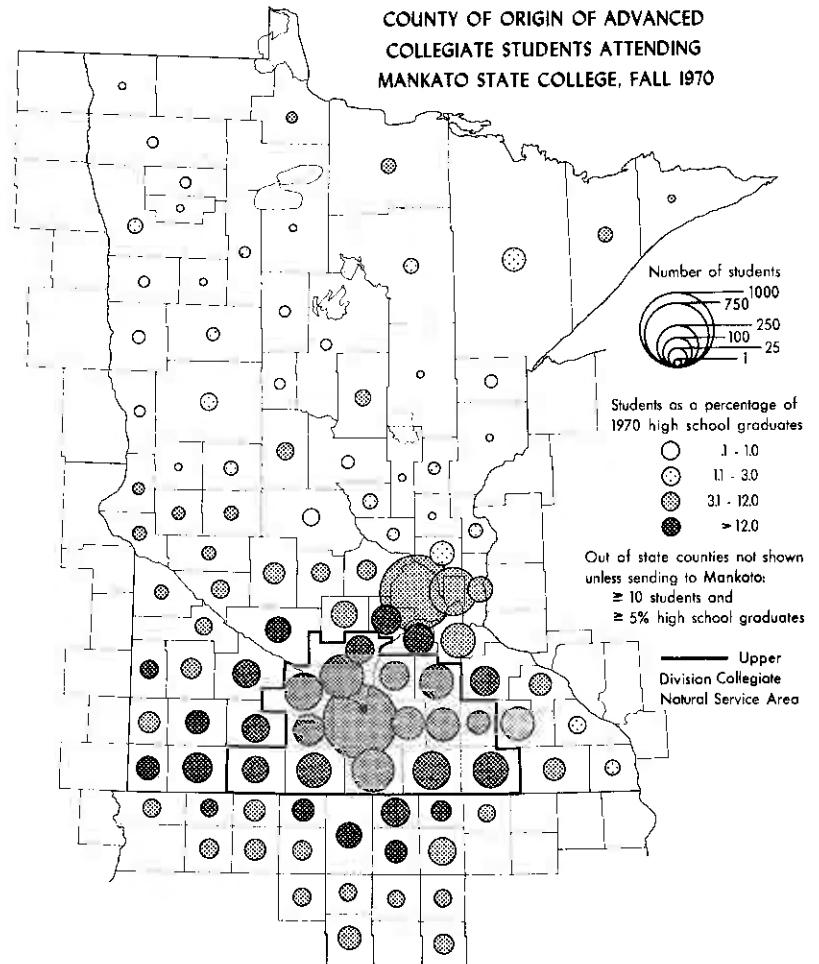 COUNTY OF ORIGIN OF ADVANCED
COLLEGIATE STUDENTS ATTENDING
MANKATO STATE COLLEGE, FALL 1970
Number of students
1000
750
250
100
25
1
Students as a percentage of
1970 high school graduates
.1 - 1.0
1.1 - 3.0
3.1 - 12.0
> 12.0
Out of state counties not shown
unless sending to Mankato:
≥ 10 students and
≥ 5% high school graduates
Upper
Division Collegiate
Natural Service Area